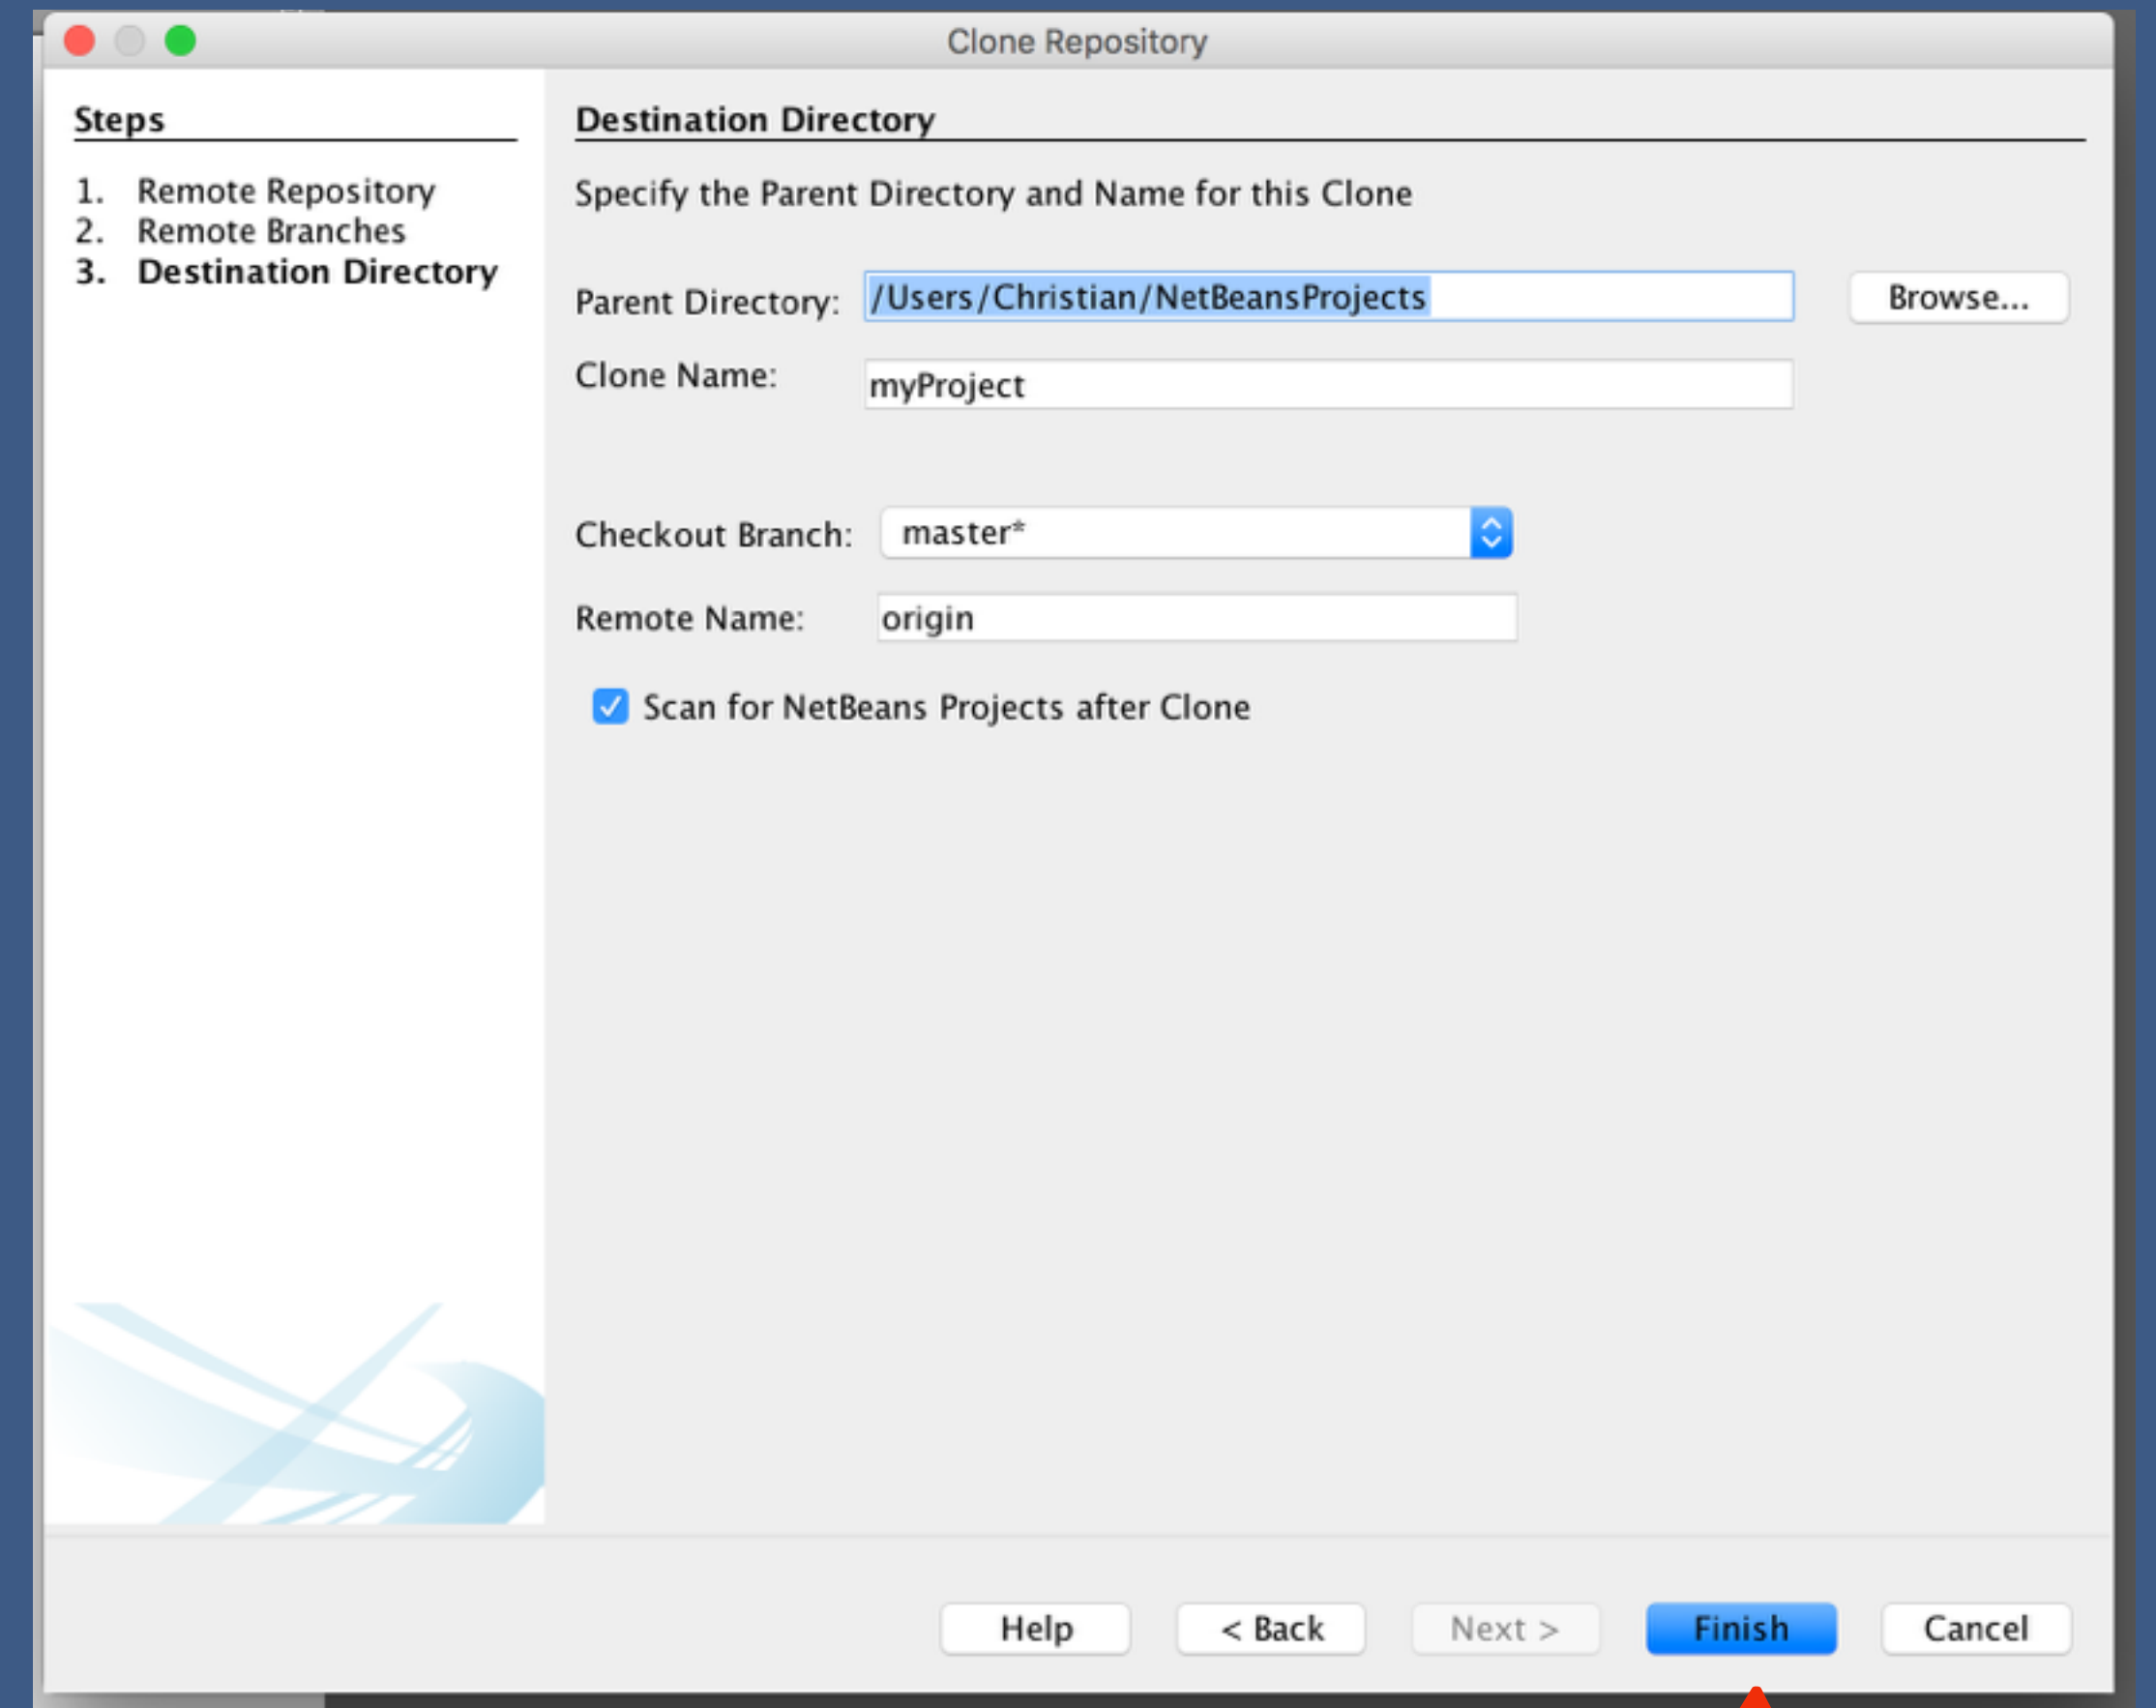 Clone Repository
Steps
1. Remote Repository
2. Remote Branches
3. Destination Directory
Destination Directory
Specify the Parent Directory and Name for this Clone
Parent Directory: /Users/Christian/NetBeansProjects Browse...
Clone Name: myProject
Checkout Branch: master*
Remote Name: origin
Scan for NetBeans Projects after Clone
Help < Back Next > Finish Cancel